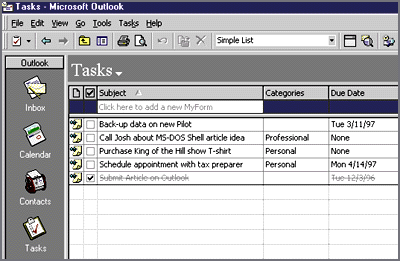 Tasks - Microsoft Outlook
File Edit View Go Tools Tasks Help
Simple List
Outlook
Tasks
Subject Categories Due Date
Click here to add a new MyForm
Back-up data on new Pilot Tue 3/11/97
Call Josh about MS-DOS Shell article idea Professional None
Purchase King of the Hill show T-shirt Personal None
Schedule appointment with tax preparer Personal Mon 4/14/97
Submit Article on Outlook Tue 12/3/96
Inbox
Calendar
Contacts
Tasks